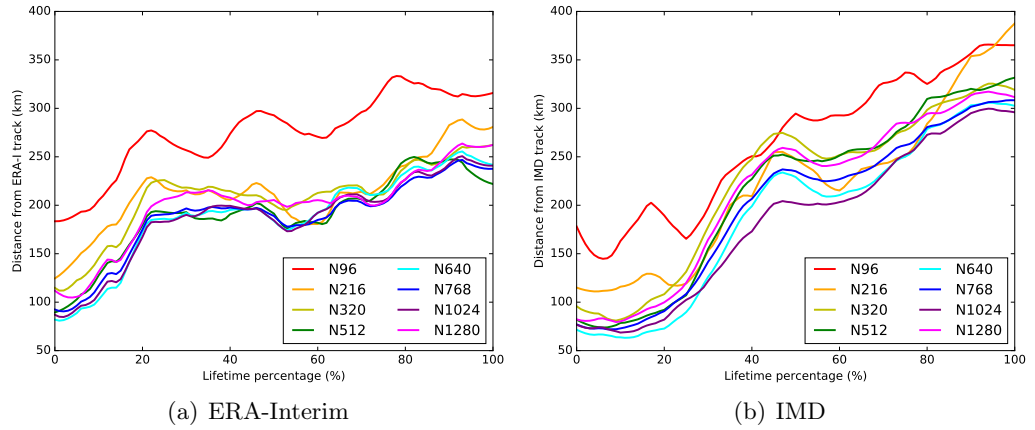 400
350
300
250
200
150
100
50
Distance from ERA-I track (km)
N96
N216
N320
N512
N640
N768
N1024
N1280
0
20
40
60
80
100
Lifetime percentage (%)
(a) ERA-Interim
400
350
300
250
200
150
100
50
Distance from IMD track (km)
N96
N216
N320
N512
N640
N768
N1024
N1280
0
20
40
60
80
100
Lifetime percentage (%)
(b) IMD